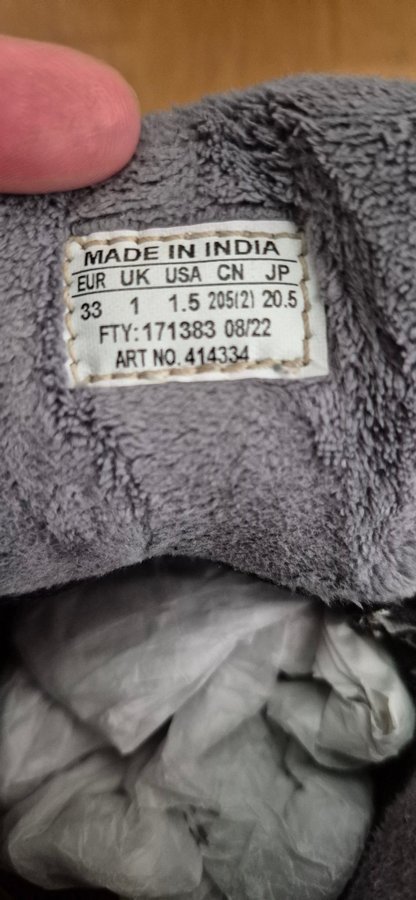 MADE IN INDIA
EUR UK USA CN JP
33 1 1.5 205(2) 20.5
FTY: 171383 08/22
ART NO. 414334